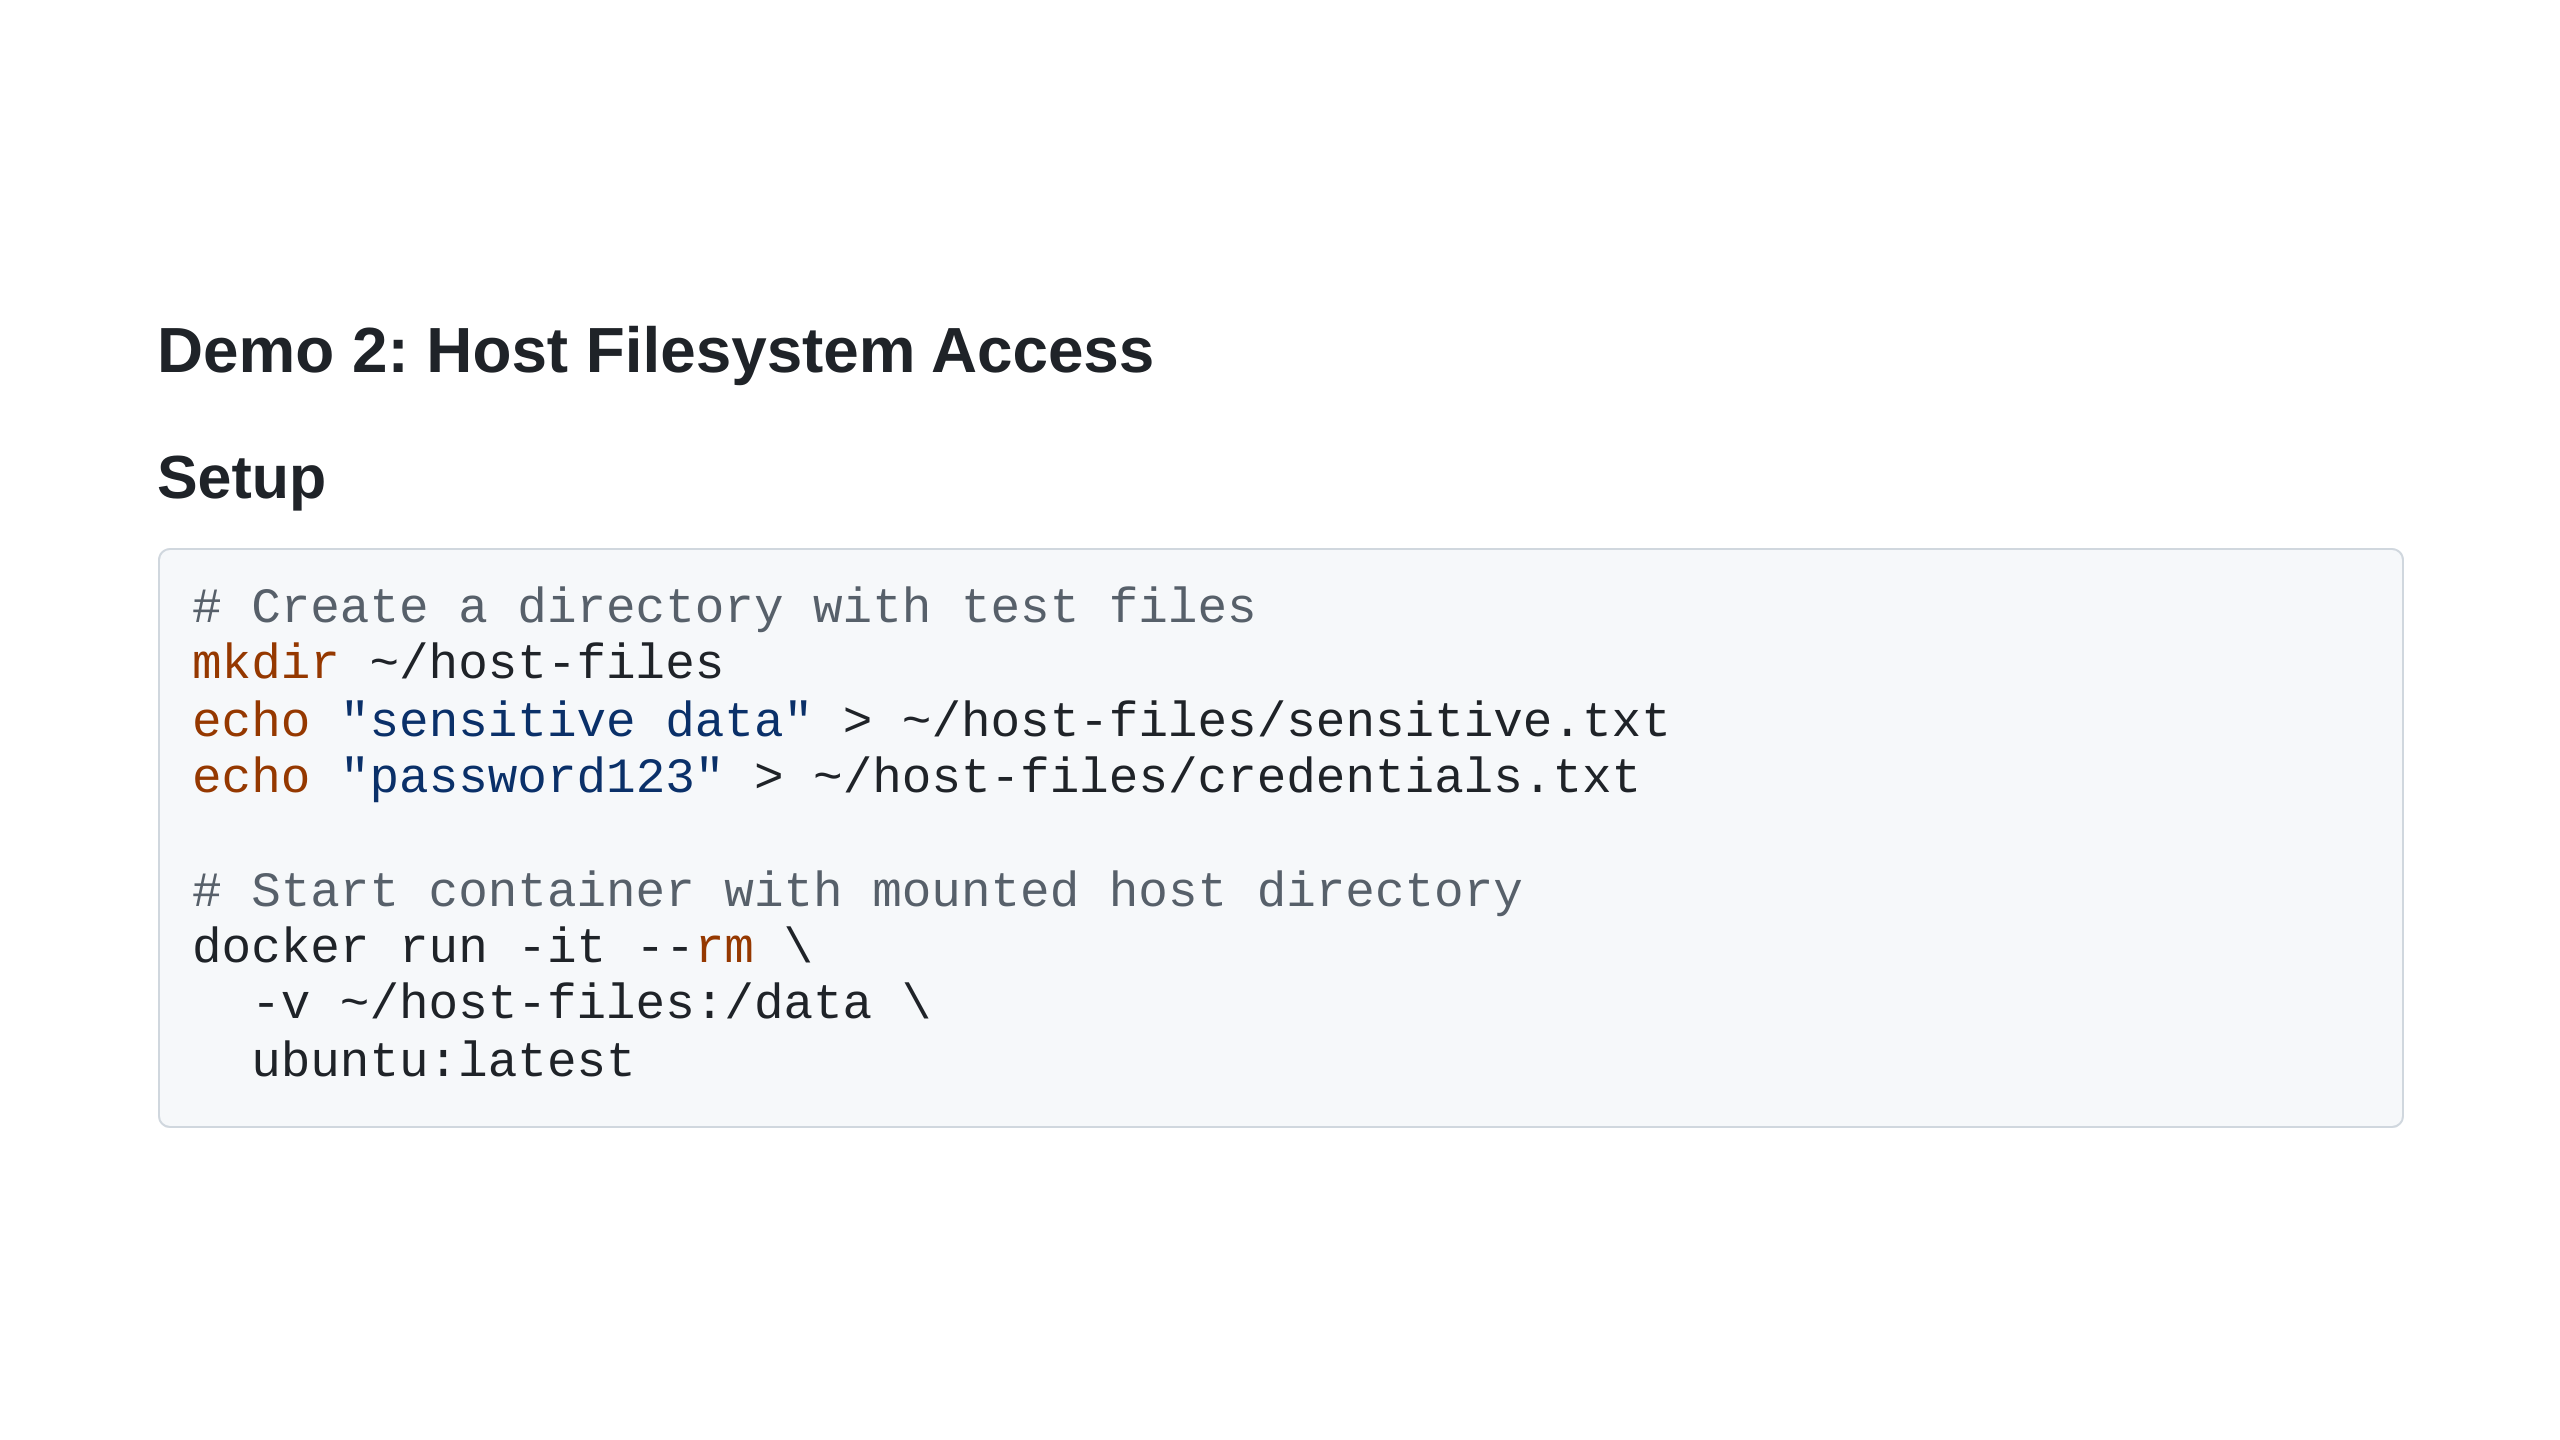 Demo 2: Host Filesystem Access
Setup
# Create a directory with test files
mkdir ~/host-files
echo "sensitive data" > ~/host-files/sensitive.txt
echo "password123" > ~/host-files/credentials.txt

# Start container with mounted host directory
docker run -it --rm \
  -v ~/host-files:/data \
  ubuntu:latest